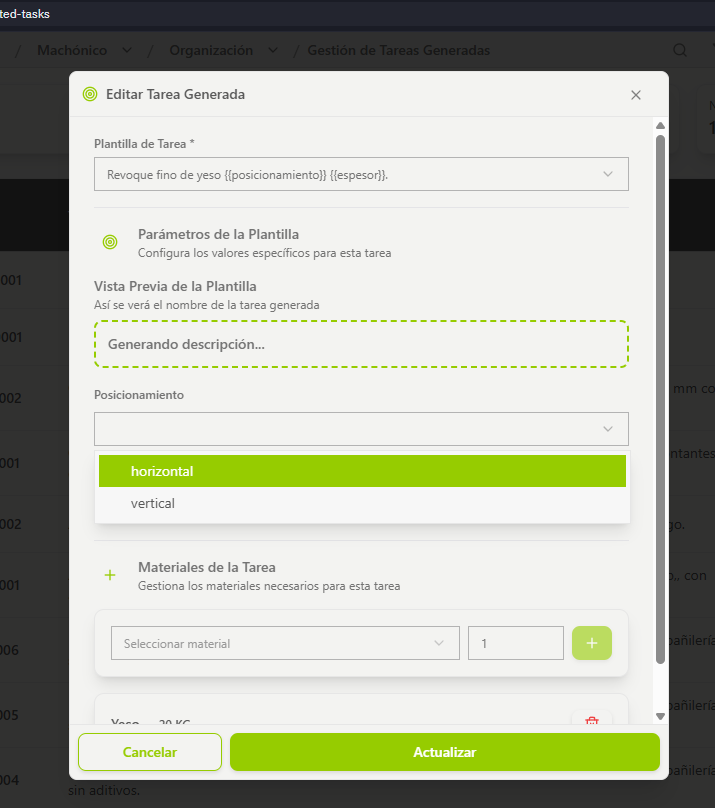 ted-tasks
/ Machónico / Organización / Gestión de Tareas Generadas
Editar Tarea Generada
Plantilla de Tarea *
Revoque fino de yeso {{posicionamiento}} {{espesor}}.
Parámetros de la Plantilla
Configura los valores específicos para esta tarea
Vista Previa de la Plantilla
Así se verá el nombre de la tarea generada
Generando descripción...
Posicionamiento
horizontal
vertical
Materiales de la Tarea
Gestiona los materiales necesarios para esta tarea
Seleccionar material
1
+
Yeso
20 KG
Cancelar
Actualizar
N
1
001
001
002
mm co
001
ntantes
002
go.
001
o,, con
006
bañilería
005
bañilería
004
bañilería
sin aditivos.